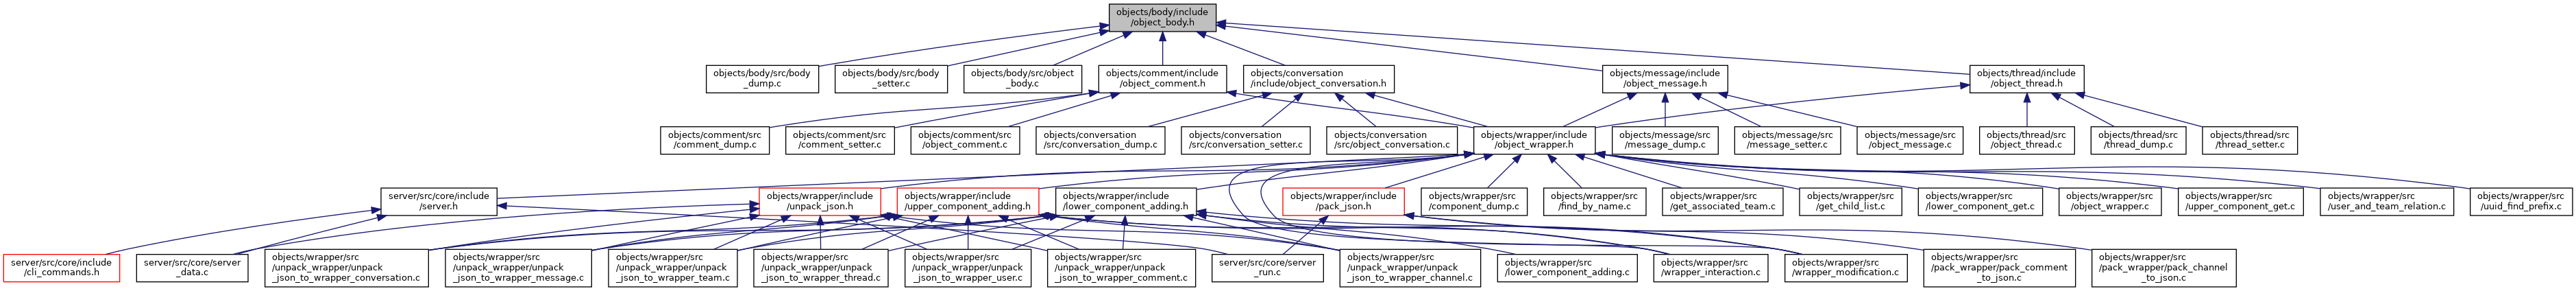 objects/body/include
/object_body.h
objects/body/src/body
_dump.c
objects/body/src/body
_setter.c
objects/body/src/object
_body.c
objects/comment/include
/object_comment.h
objects/conversation
/include/object_conversation.h
objects/message/include
/object_message.h
objects/thread/include
/object_thread.h
objects/comment/src
/comment_dump.c
objects/comment/src
/comment_setter.c
objects/comment/src
/object_comment.c
objects/conversation
/src/conversation_dump.c
objects/conversation
/src/conversation_setter.c
objects/conversation
/src/object_conversation.c
objects/wrapper/include
/object_wrapper.h
objects/message/src
/message_dump.c
objects/message/src
/message_setter.c
objects/message/src
/object_message.c
objects/thread/src
/object_thread.c
objects/thread/src
/thread_dump.c
objects/thread/src
/thread_setter.c
server/src/core/include
/server.h
objects/wrapper/include
/unpack_json.h
objects/wrapper/include
/upper_component_adding.h
objects/wrapper/include
/lower_component_adding.h
objects/wrapper/include
/pack_json.h
objects/wrapper/src
/component_dump.c
objects/wrapper/src
/find_by_name.c
objects/wrapper/src
/get_associated_team.c
objects/wrapper/src
/get_child_list.c
objects/wrapper/src
/lower_component_get.c
objects/wrapper/src
/object_wrapper.c
objects/wrapper/src
/upper_component_get.c
objects/wrapper/src
/user_and_team_relation.c
objects/wrapper/src
/uuid_find_prefix.c
server/src/core/include
/cli_commands.h
server/src/core/server
_data.c
objects/wrapper/src
/unpack_wrapper/unpack
_json_to_wrapper_conversation.c
objects/wrapper/src
/unpack_wrapper/unpack
_json_to_wrapper_message.c
objects/wrapper/src
/unpack_wrapper/unpack
_json_to_wrapper_team.c
objects/wrapper/src
/unpack_wrapper/unpack
_json_to_wrapper_thread.c
objects/wrapper/src
/unpack_wrapper/unpack
_json_to_wrapper_user.c
objects/wrapper/src
/unpack_wrapper/unpack
_json_to_wrapper_comment.c
server/src/core/server
_run.c
objects/wrapper/src
/unpack_wrapper/unpack
_json_to_wrapper_channel.c
objects/wrapper/src
/lower_component_adding.c
objects/wrapper/src
/wrapper_interaction.c
objects/wrapper/src
/wrapper_modification.c
objects/wrapper/src
/pack_wrapper/pack_comment
_to_json.c
objects/wrapper/src
/pack_wrapper/pack_channel
_to_json.c